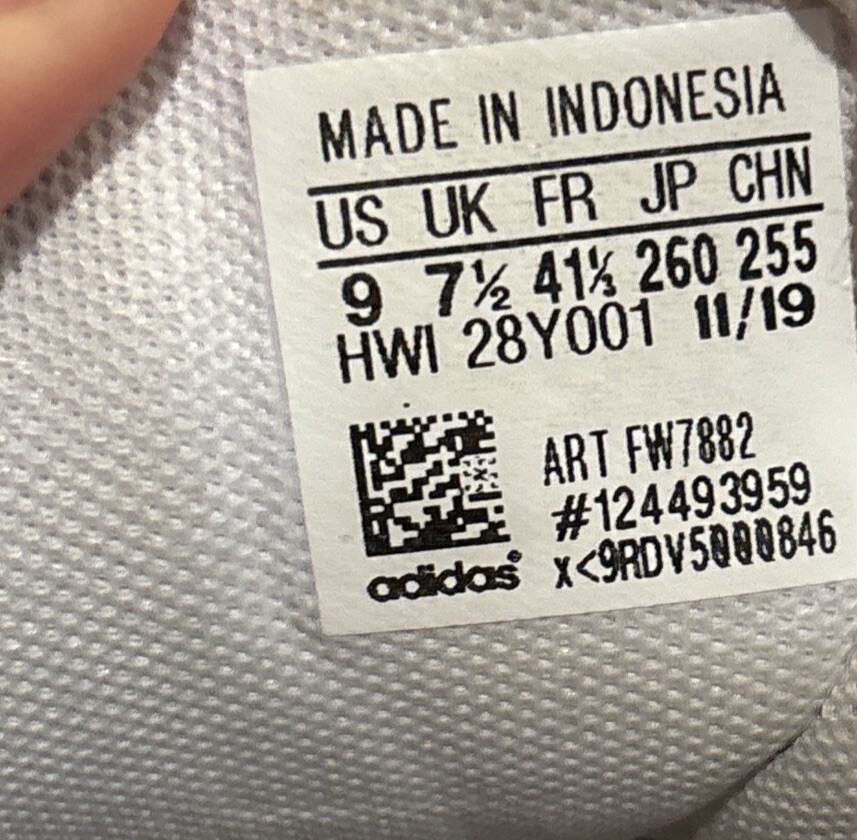 MADE IN INDONESIA
US UK FR JP CHN
9 7½ 41⅓ 260 255
HWI 28Y001 11/19
ART FW7882
#124493959
x<9RDV5000846
adidas